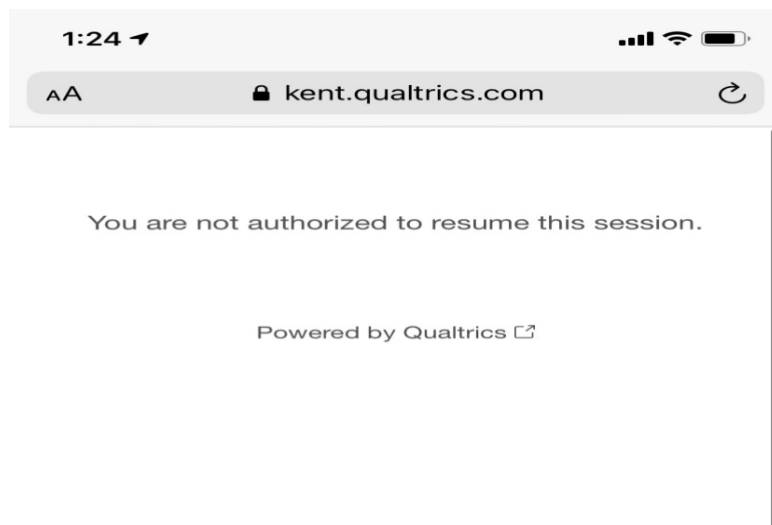 1:24
AA kent.qualtrics.com
You are not authorized to resume this session.
Powered by Qualtrics